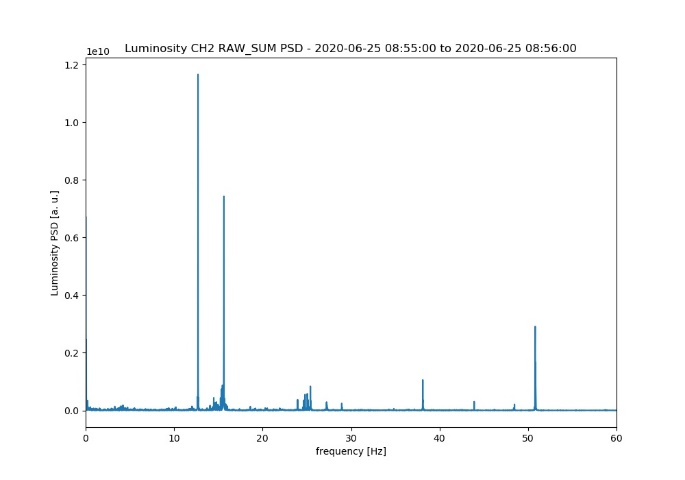 Luminosity CH2 RAW_SUM PSD - 2020-06-25 08:55:00 to 2020-06-25 08:56:00
1e10
1.2
1.0
0.8
0.6
0.4
0.2
0.0
Luminosity PSD [a. u.]
0 10 20 30 40 50 60
frequency [Hz]